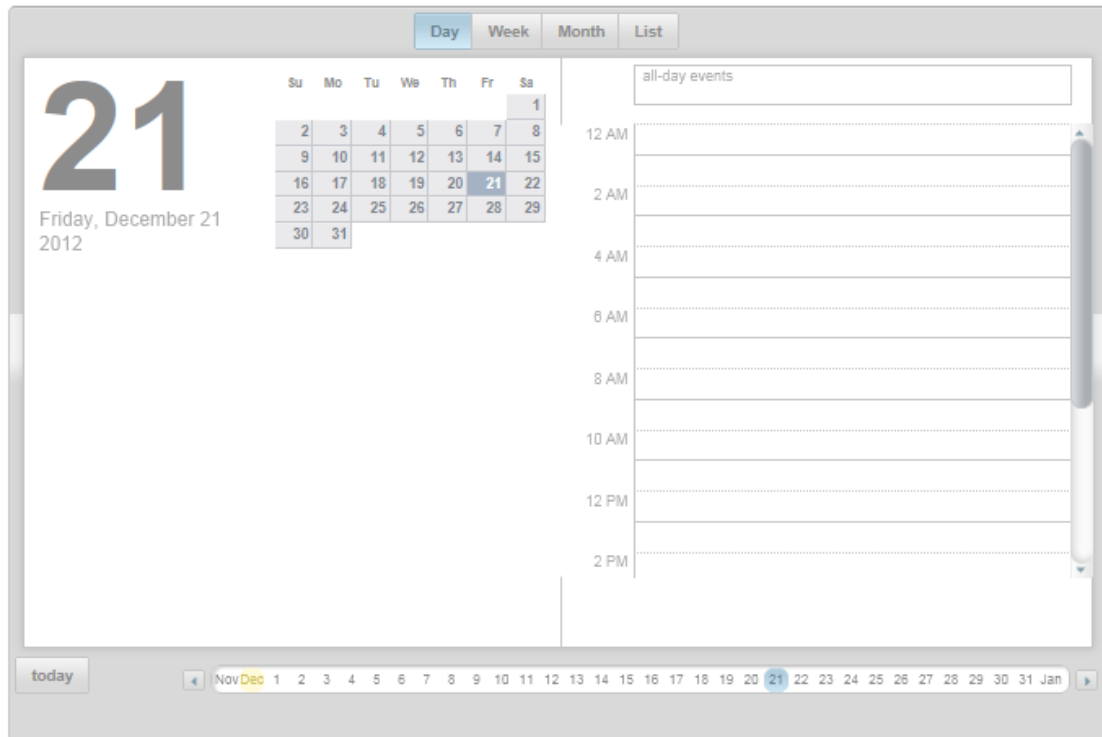 Day Week Month List
21
Friday, December 21
2012
Su Mo Tu We Th Fr Sa
1
2 3 4 5 6 7 8
9 10 11 12 13 14 15
16 17 18 19 20 21 22
23 24 25 26 27 28 29
30 31
all-day events
12 AM
2 AM
4 AM
6 AM
8 AM
10 AM
12 PM
2 PM
today
Nov Dec 1 2 3 4 5 6 7 8 9 10 11 12 13 14 15 16 17 18 19 20 21 22 23 24 25 26 27 28 29 30 31 Jan